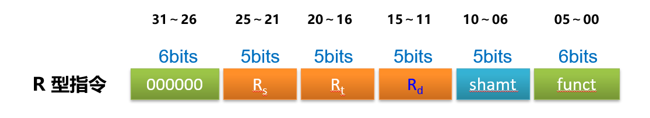 31～26 25～21 20～16 15～11 10～06 05～00
6bits 5bits 5bits 5bits 5bits 6bits
R 型指令 000000 Rs Rt Rd shamt funct